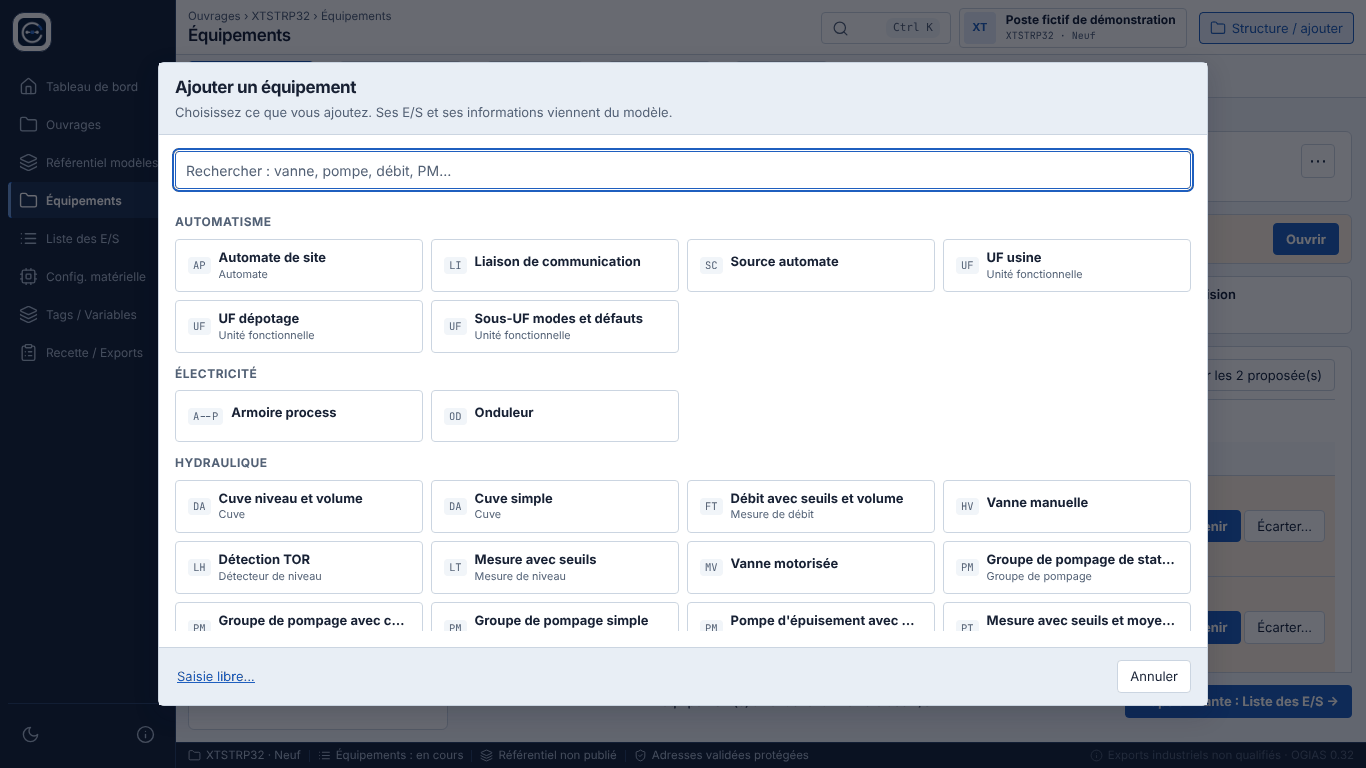 Ouvrages › XTSTRP32 › Équipements
Équipements
Ctrl K
XT
Poste fictif de démonstration
XTSTRP32 · Neuf
Structure / ajouter
Tableau de bord
Ouvrages
Référentiel modèles
Équipements
Liste des E/S
Config. matérielle
Tags / Variables
Recette / Exports
Ajouter un équipement
Choisissez ce que vous ajoutez. Ses E/S et ses informations viennent du modèle.
Rechercher : vanne, pompe, débit, PM...
AUTOMATISME
AP Automate de site
Automate
LI Liaison de communication
SC Source automate
UF UF usine
Unité fonctionnelle
UF UF dépotage
Unité fonctionnelle
UF Sous-UF modes et défauts
Unité fonctionnelle
ÉLECTRICITÉ
A--P Armoire process
OD Onduleur
HYDRAULIQUE
DA Cuve niveau et volume
Cuve
DA Cuve simple
Cuve
FT Débit avec seuils et volume
Mesure de débit
HV Vanne manuelle
LH Détection TOR
Détecteur de niveau
LT Mesure avec seuils
Mesure de niveau
MV Vanne motorisée
PM Groupe de pompage de stat...
Groupe de pompage
PM Groupe de pompage avec c...
PM Groupe de pompage simple
PM Pompe d'épuisement avec ...
PT Mesure avec seuils et moye...
Saisie libre...
Annuler
...
Ouvrir
ision
les 2 proposée(s)
enir
Écarter...
enir
Écarter...
nte : Liste des E/S →
XTSTRP32 · Neuf
Équipements : en cours
Référentiel non publié
Adresses validées protégées
Exports industriels non qualifiés · OGIAS 0.32